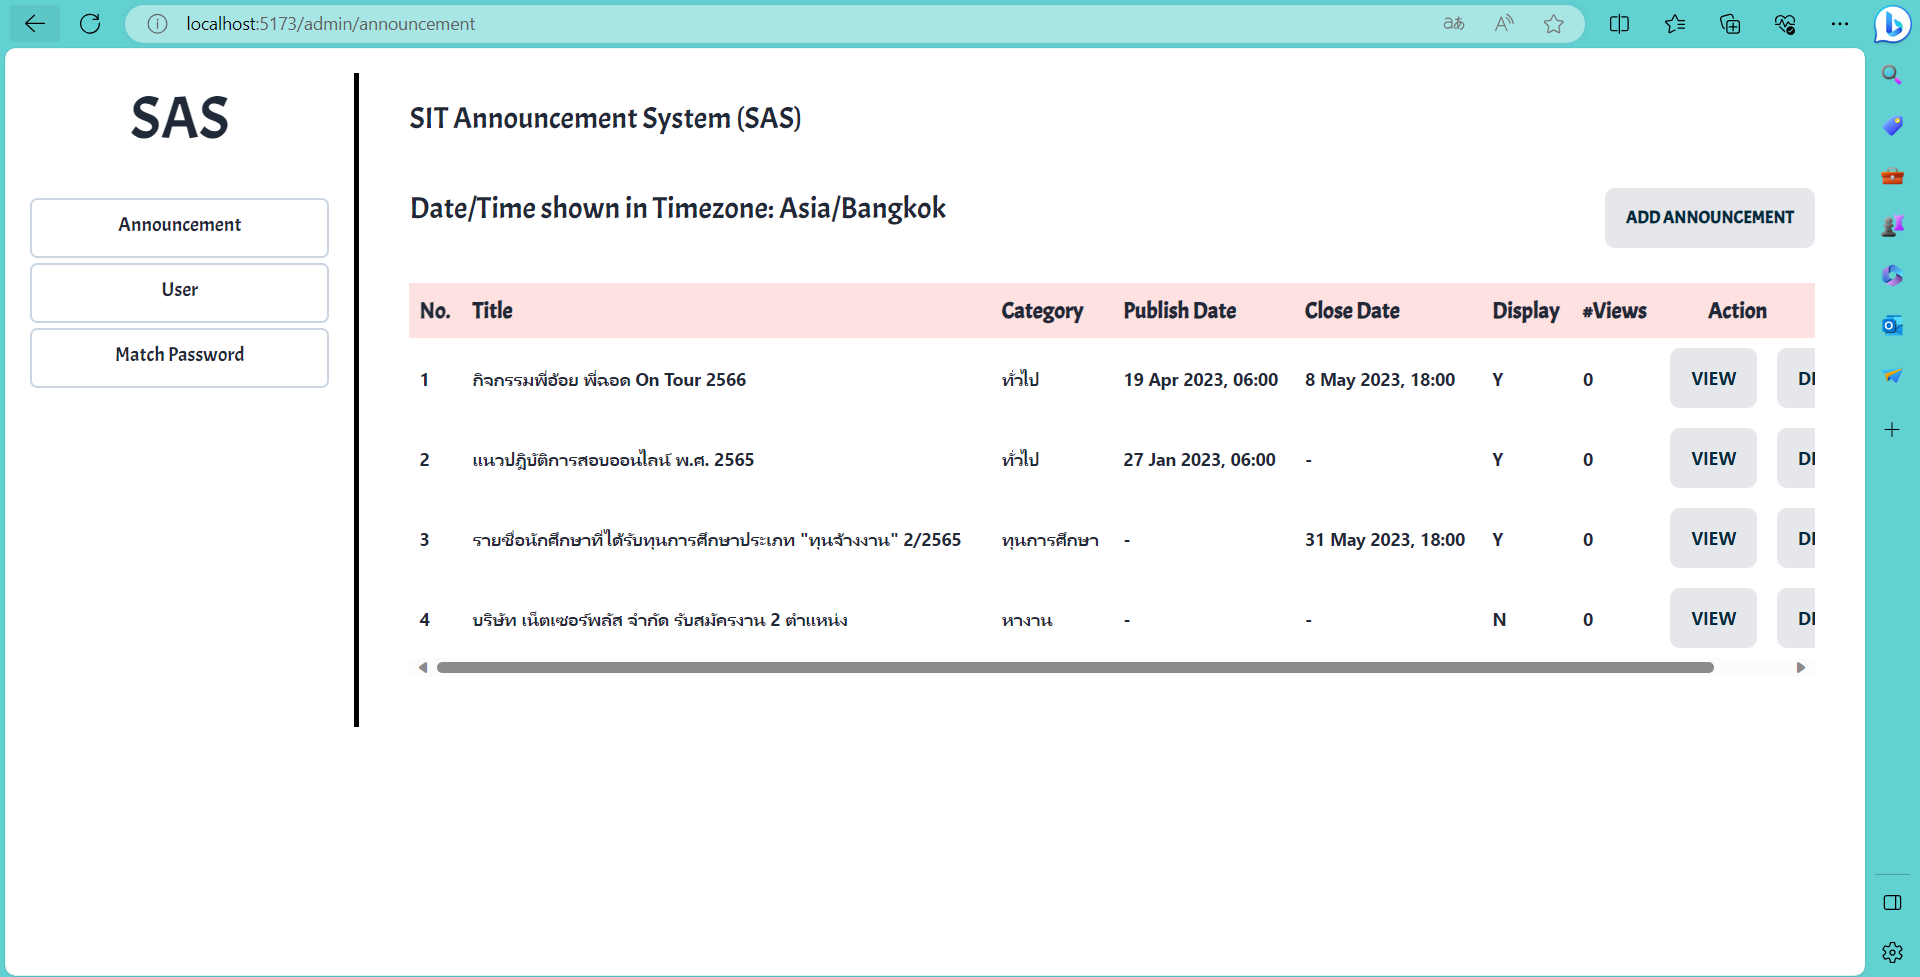 localhost:5173/admin/announcement
SAS
Announcement
User
Match Password
SIT Announcement System (SAS)
Date/Time shown in Timezone: Asia/Bangkok
ADD ANNOUNCEMENT
No. Title Category Publish Date Close Date Display #Views Action
1 กิจกรรมพี่อ้อย พี่ฉอด On Tour 2566 ทั่วไป 19 Apr 2023, 06:00 8 May 2023, 18:00 Y 0 VIEW
2 แนวปฏิบัติการสอบออนไลน์ พ.ศ. 2565 ทั่วไป 27 Jan 2023, 06:00 - Y 0 VIEW
3 รายชื่อนักศึกษาที่ได้รับทุนการศึกษาประเภท "ทุนจ้างงาน" 2/2565 ทุนการศึกษา - 31 May 2023, 18:00 Y 0 VIEW
4 บริษัท เน็ตเซอร์พลัส จำกัด รับสมัครงาน 2 ตำแหน่ง หางาน - - N 0 VIEW